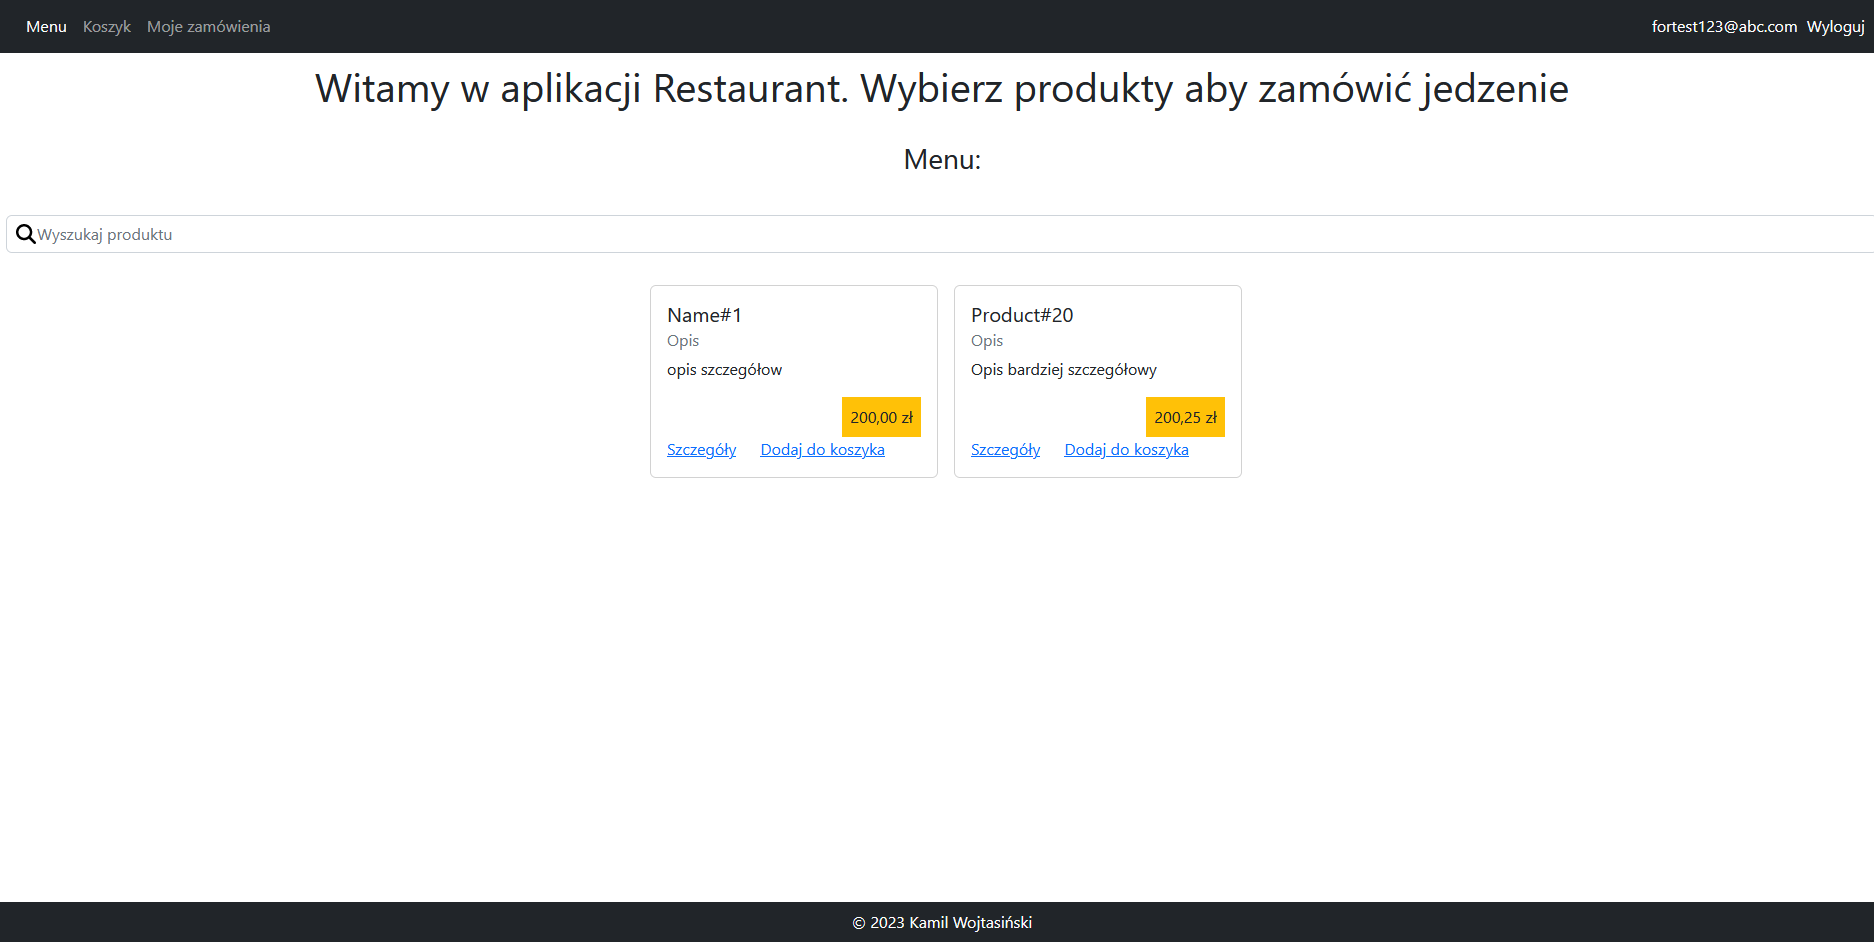 Menu Koszyk Moje zamówienia fortest123@abc.com Wyloguj
Witamy w aplikacji Restaurant. Wybierz produkty aby zamówić jedzenie
Menu:
Wyszukaj produktu
Name#1
Opis
opis szczegółow
200,00 zł
Szczegóły Dodaj do koszyka
Product#20
Opis
Opis bardziej szczegółowy
200,25 zł
Szczegóły Dodaj do koszyka
© 2023 Kamil Wojtasiński